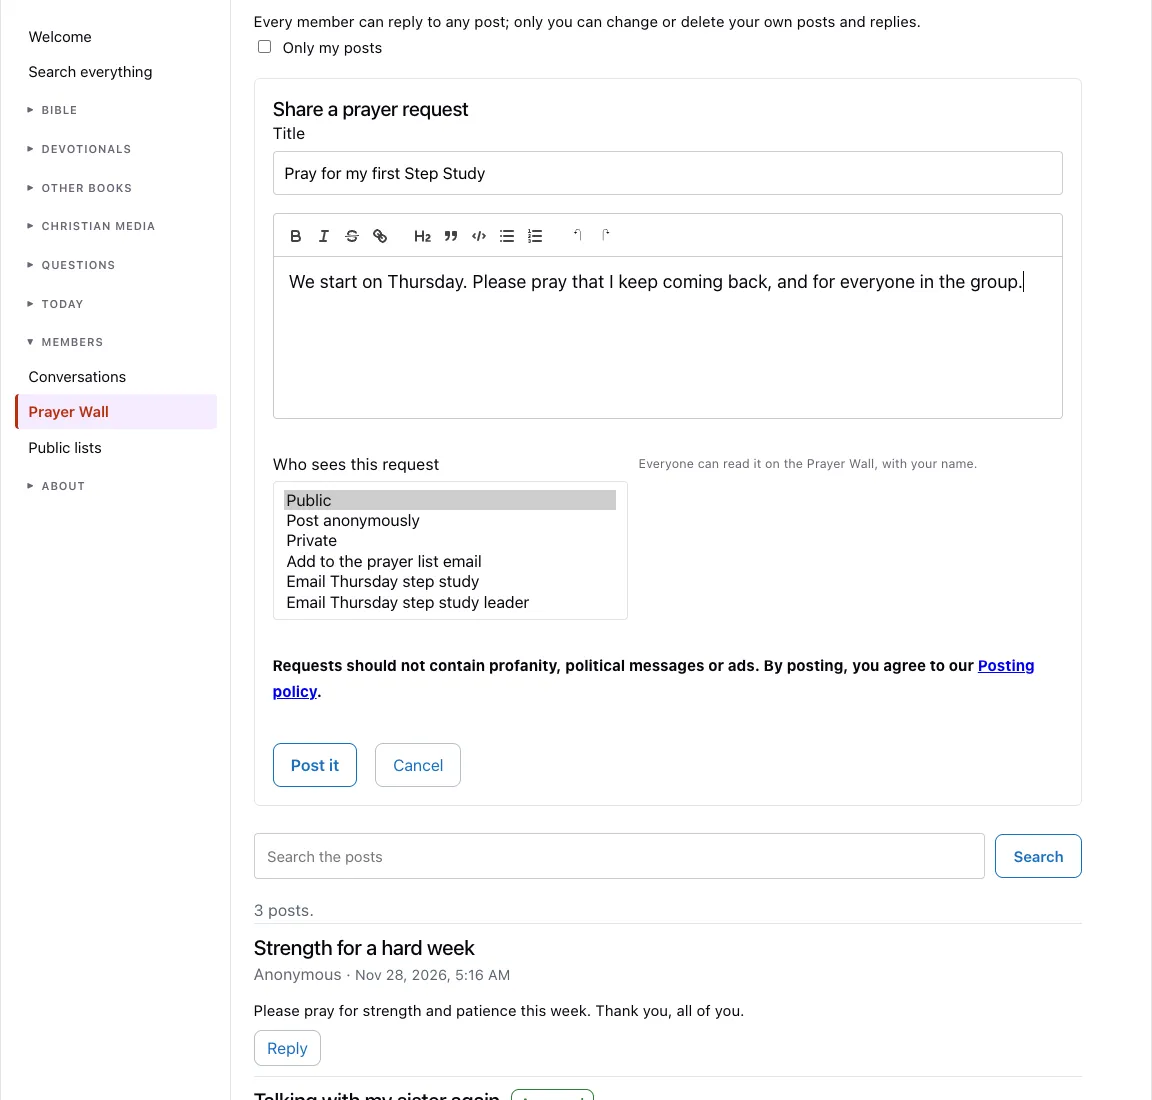 Welcome
Search everything
BIBLE
DEVOTIONALS
OTHER BOOKS
CHRISTIAN MEDIA
QUESTIONS
TODAY
MEMBERS
Conversations
Prayer Wall
Public lists
ABOUT
Every member can reply to any post; only you can change or delete your own posts and replies.
Only my posts
Share a prayer request
Title
Pray for my first Step Study
B I S H2
We start on Thursday. Please pray that I keep coming back, and for everyone in the group.
Who sees this request
Everyone can read it on the Prayer Wall, with your name.
Public
Post anonymously
Private
Add to the prayer list email
Email Thursday step study
Email Thursday step study leader
Requests should not contain profanity, political messages or ads. By posting, you agree to our Posting
policy.
Post it
Cancel
Search the posts
Search
3 posts.
Strength for a hard week
Anonymous · Nov 28, 2026, 5:16 AM
Please pray for strength and patience this week. Thank you, all of you.
Reply
Talking with my sister again